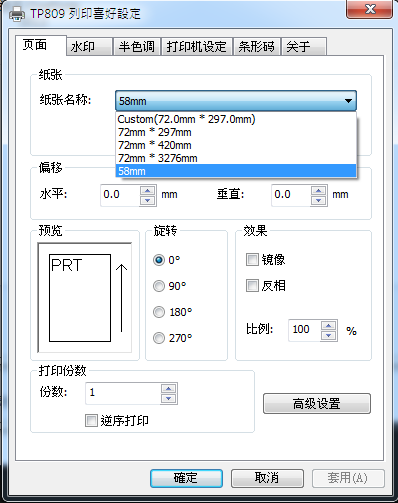 TP809 列印喜好設定
页面 水印 半色调 打印机设定 条形码 关于
纸张
纸张名称: 58mm
Custom(72.0mm * 297.0mm)
72mm * 297mm
72mm * 420mm
72mm * 3276mm
58mm
偏移
水平: 0.0 mm 垂直: 0.0 mm
预览
PRT
旋转
0°
90°
180°
270°
效果
镜像
反相
比例: 100 %
打印份数
份数: 1
逆序打印
高级设置
確定 取消 套用(A)